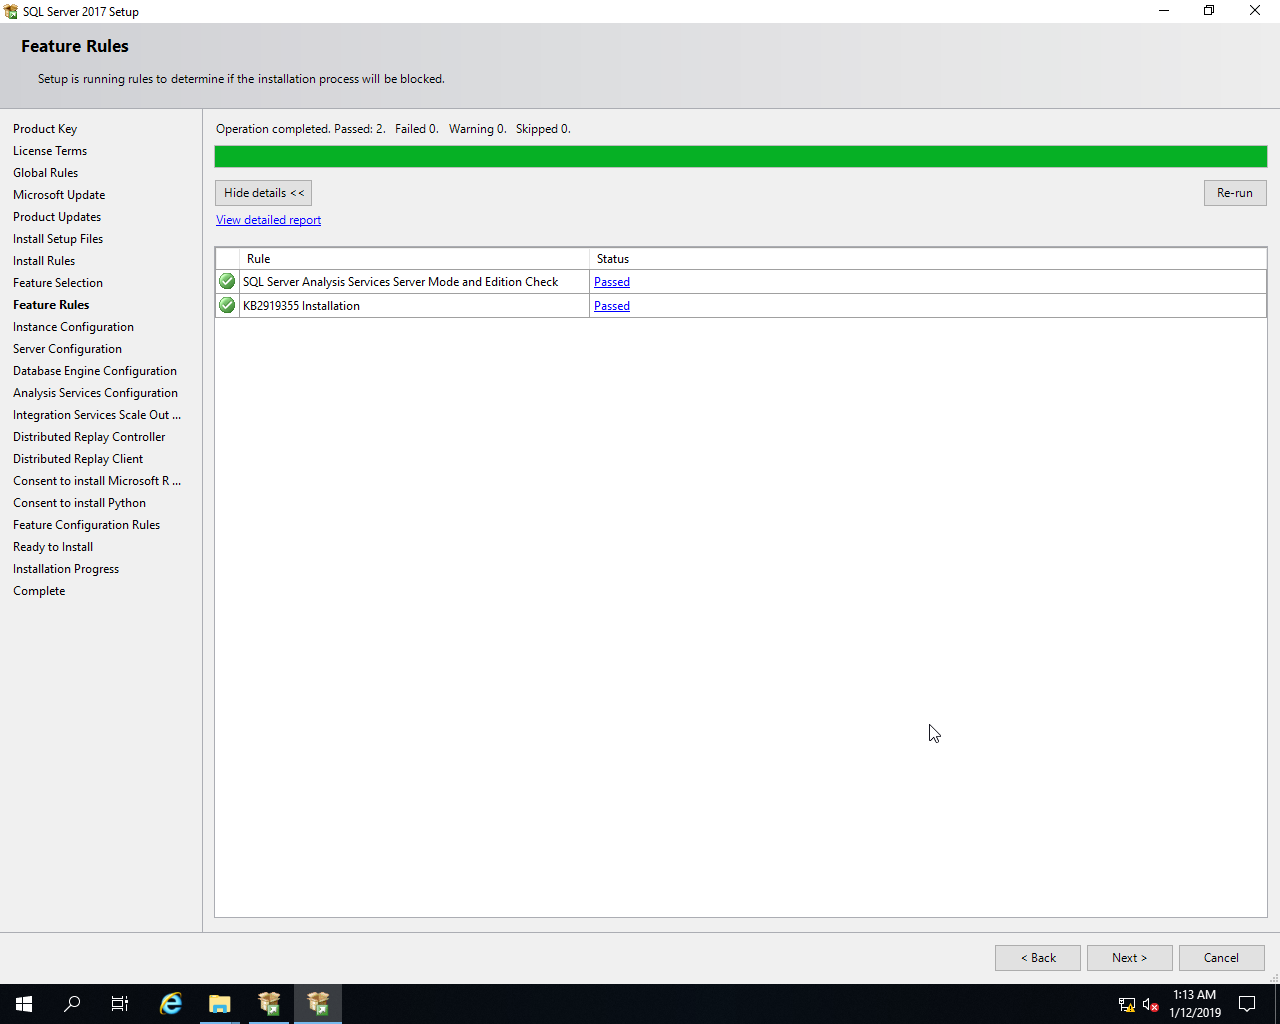 SQL Server 2017 Setup
Feature Rules
Setup is running rules to determine if the installation process will be blocked.
Product Key
License Terms
Global Rules
Microsoft Update
Product Updates
Install Setup Files
Install Rules
Feature Selection
Feature Rules
Instance Configuration
Server Configuration
Database Engine Configuration
Analysis Services Configuration
Integration Services Scale Out ...
Distributed Replay Controller
Distributed Replay Client
Consent to install Microsoft R ...
Consent to install Python
Feature Configuration Rules
Ready to Install
Installation Progress
Complete
Operation completed. Passed: 2. Failed 0. Warning 0. Skipped 0.
Hide details << Re-run
View detailed report
Rule Status
SQL Server Analysis Services Server Mode and Edition Check Passed
KB2919355 Installation Passed
< Back Next > Cancel
1:13 AM
1/12/2019